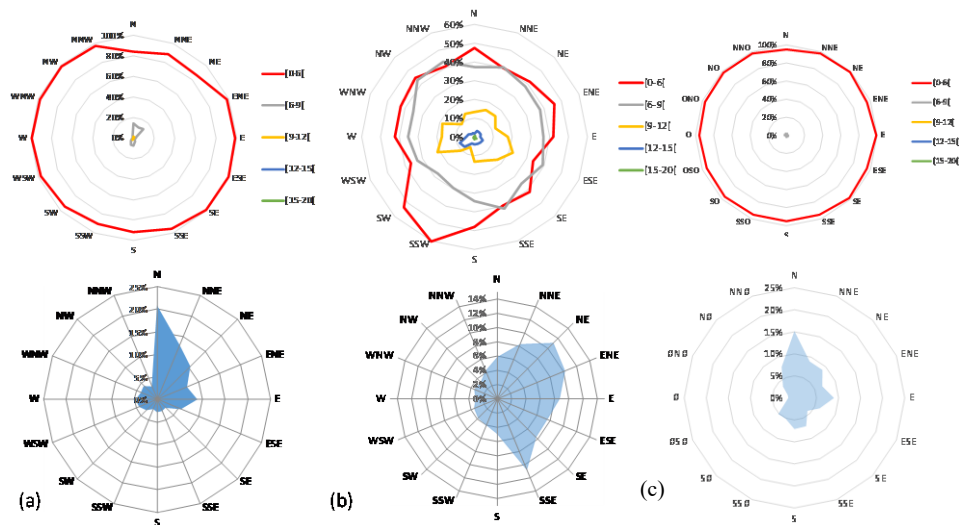 N
NNE
NE
ENE
E
ESE
SE
SSE
S
SSW
SW
WSW
W
WNW
NW
NNW
100%
80%
60%
40%
20%
0%
[0-6[
[6-9[
[9-12[
[12-15[
[15-20[
N
NNE
NE
ENE
E
ESE
SE
SSE
S
SSW
SW
WSW
W
WNW
NW
NNW
60%
50%
40%
30%
20%
10%
0%
[0-6[
[6-9[
[9-12[
[12-15[
[15-20[
N
NNE
NE
ENE
E
ESE
SE
SSE
S
SSO
SO
OSO
O
ONO
NO
NNO
100%
80%
60%
40%
20%
0%
[0-6[
[6-9[
[9-12[
[12-15[
[15-20[
N
NNE
NE
ENE
E
ESE
SE
SSE
S
SSW
SW
WSW
W
WNW
NW
NNW
25%
20%
15%
10%
5%
0%
(a)
N
NNE
NE
ENE
E
ESE
SE
SSE
S
SSW
SW
WSW
W
WNW
NW
NNW
14%
12%
10%
8%
6%
4%
2%
0%
(b)
N
NNE
NE
ENE
E
ESE
SE
SSE
S
SSO
SO
OSO
O
ONO
NO
NNO
25%
20%
15%
10%
5%
0%
(c)